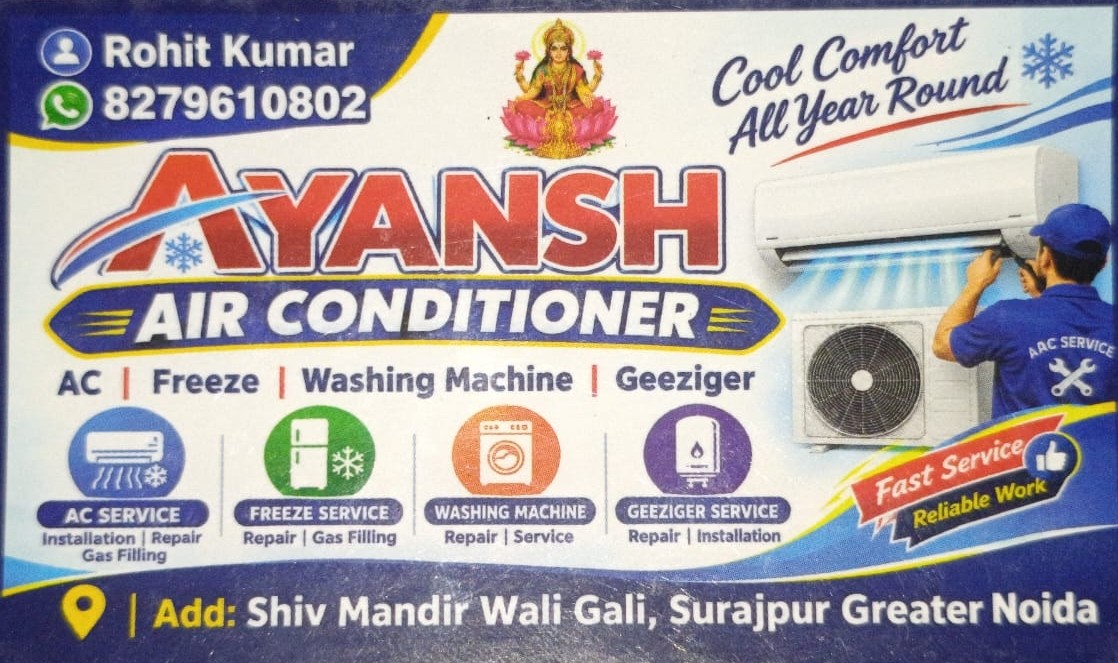 Rohit Kumar
8279610802
Cool Comfort
All Year Round
AYANSH
AIR CONDITIONER
AC | Freeze | Washing Machine | Geeziger
AC SERVICE
Installation | Repair
Gas Filling
FREEZE SERVICE
Repair | Gas Filling
WASHING MACHINE
Repair | Service
GEEZIGER SERVICE
Repair | Installation
AAC SERVICE
Fast Service
Reliable Work
Add: Shiv Mandir Wali Gali, Surajpur Greater Noida